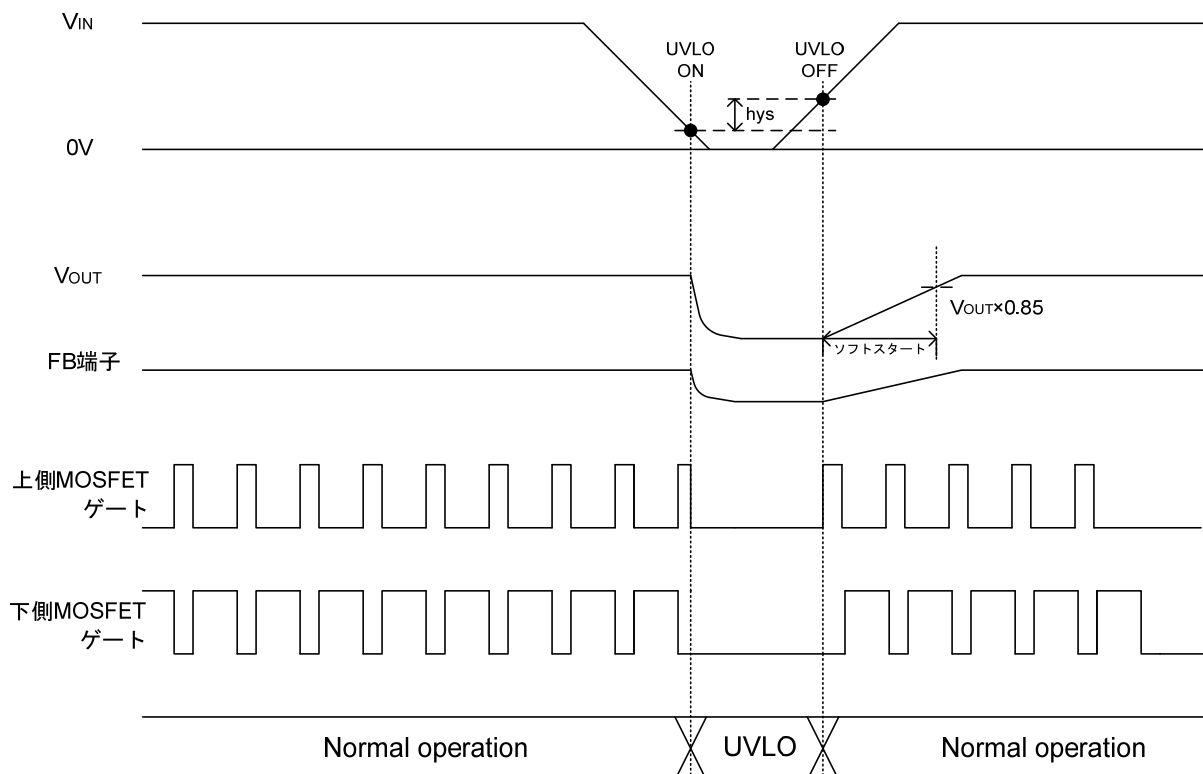 VIN
UVLO
ON
UVLO
OFF
hys
0V
VOUT
VOUT×0.85
ソフトスタート
FB端子
上側MOSFET
ゲート
下側MOSFET
ゲート
Normal operation
UVLO
Normal operation